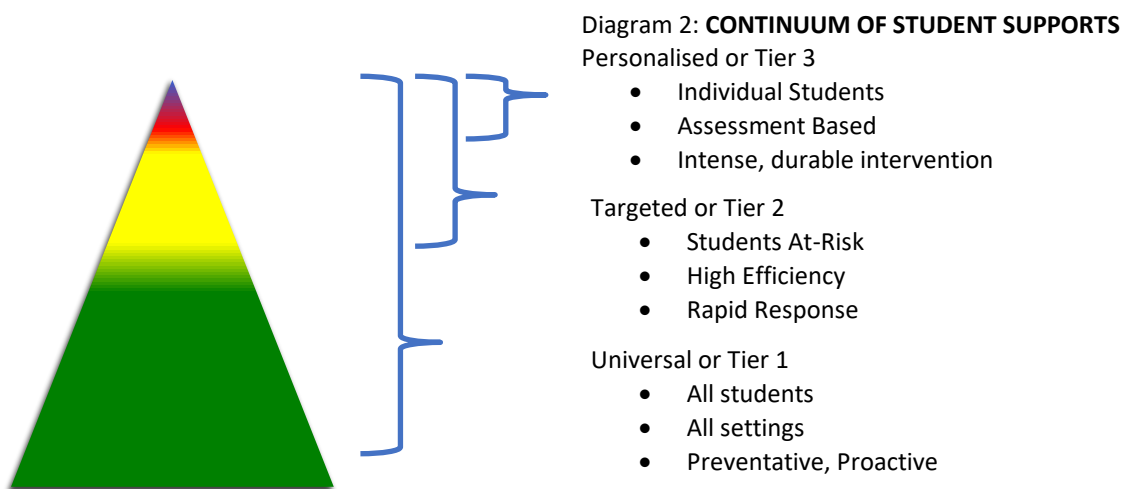 Diagram 2: CONTINUUM OF STUDENT SUPPORTS
Personalised or Tier 3
• Individual Students
• Assessment Based
• Intense, durable intervention
Targeted or Tier 2
• Students At-Risk
• High Efficiency
• Rapid Response
Universal or Tier 1
• All students
• All settings
• Preventative, Proactive